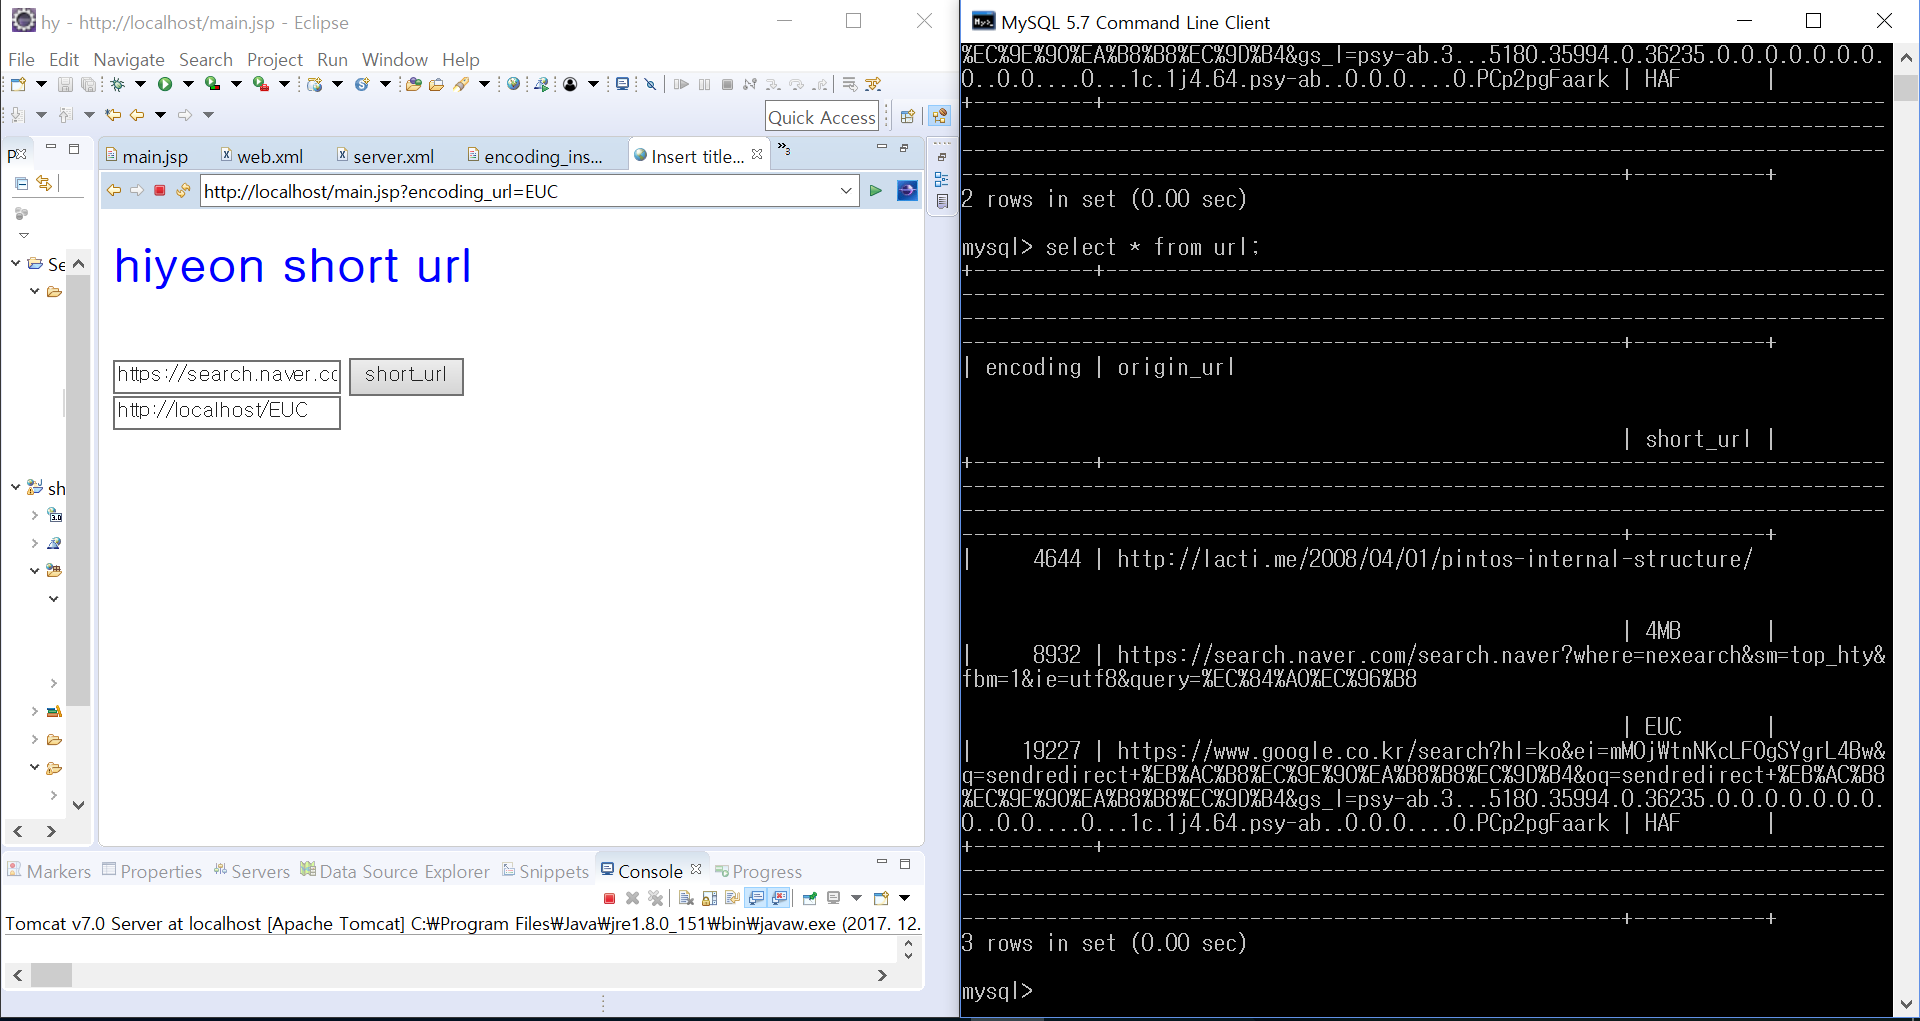 hy - http://localhost/main.jsp - Eclipse
File Edit Navigate Search Project Run Window Help
Quick Access
P
main.jsp web.xml server.xml encoding_ins... Insert title... »3
http://localhost/main.jsp?encoding_url=EUC
Se
sh
hiyeon short url
https://search.naver.cc short_url
http://localhost/EUC
Markers Properties Servers Data Source Explorer Snippets Console Progress
Tomcat v7.0 Server at localhost [Apache Tomcat] C:₩Program Files₩Java₩jre1.8.0_151₩bin₩javaw.exe (2017. 12.
MySQL 5.7 Command Line Client
%EC%9E%90%EA%B8%B8%EC%9D%B4&gs_l=psy-ab.3...5180.35994.0.36235.0.0.0.0.0.0.0.
0..0.0....0...1c.1j4.64.psy-ab..0.0.0....0.PCp2pgFaark | HAF |
2 rows in set (0.00 sec)
mysql> select * from url;
| encoding | origin_url
| short_url |
| 4644 | http://lacti.me/2008/04/01/pintos-internal-structure/
| 4MB |
| 8932 | https://search.naver.com/search.naver?where=nexearch&sm=top_hty&
fbm=1&ie=utf8&query=%EC%84%A0%EC%96%B8
| EUC |
| 19227 | https://www.google.co.kr/search?hl=ko&ei=mMOjWtnNKcLF0gSYgrL4Bw&
q=sendredirect+%EB%AC%B8%EC%9E%90%EA%B8%B8%EC%9D%B4&oq=sendredirect+%EB%AC%B8
%EC%9E%90%EA%B8%B8%EC%9D%B4&gs_l=psy-ab.3...5180.35994.0.36235.0.0.0.0.0.0.0.
0..0.0....0...1c.1j4.64.psy-ab..0.0.0....0.PCp2pgFaark | HAF |
3 rows in set (0.00 sec)
mysql>